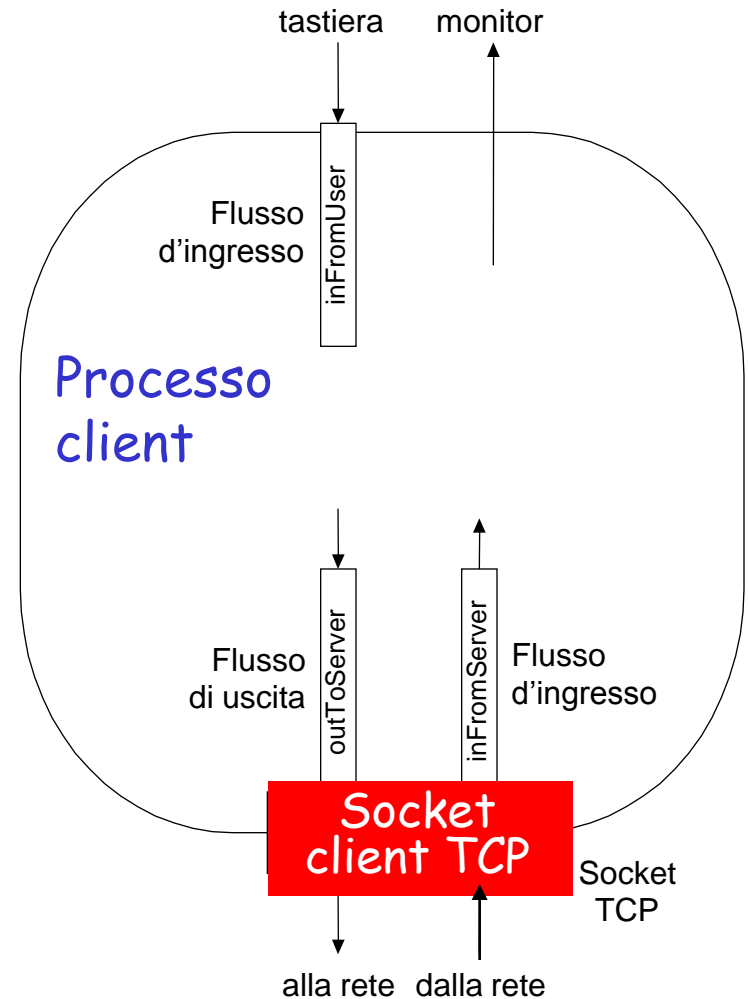 tastiera
monitor
Flusso
d'ingresso
inFromUser
Processo
client
Flusso
di uscita
outToServer
inFromServer
Flusso
d'ingresso
Socket
client TCP
Socket
TCP
alla rete
dalla rete